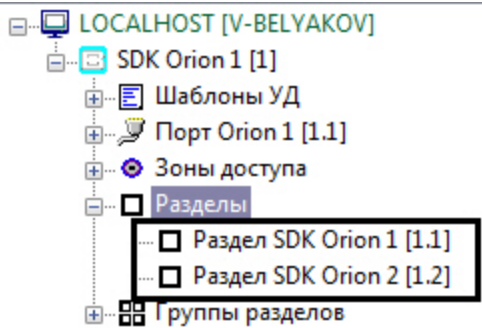 LOCALHOST [V-BELYAKOV]
SDK Orion 1 [1]
Шаблоны УД
Порт Orion 1 [1.1]
Зоны доступа
Разделы
Раздел SDK Orion 1 [1.1]
Раздел SDK Orion 2 [1.2]
Группы разделов